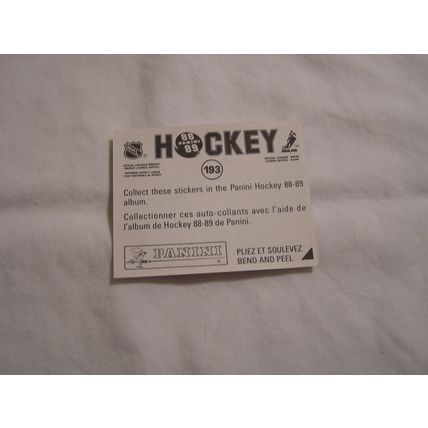 HOCKEY
88
PANINI
89
NHLPA
193
Collect these stickers in the Panini Hockey 88-89
album.
Collectionner ces auto-collants avec l'aide de
l'album de Hockey 88-89 de Panini.
PANINI
PLIEZ ET SOULEVEZ
BEND AND PEEL